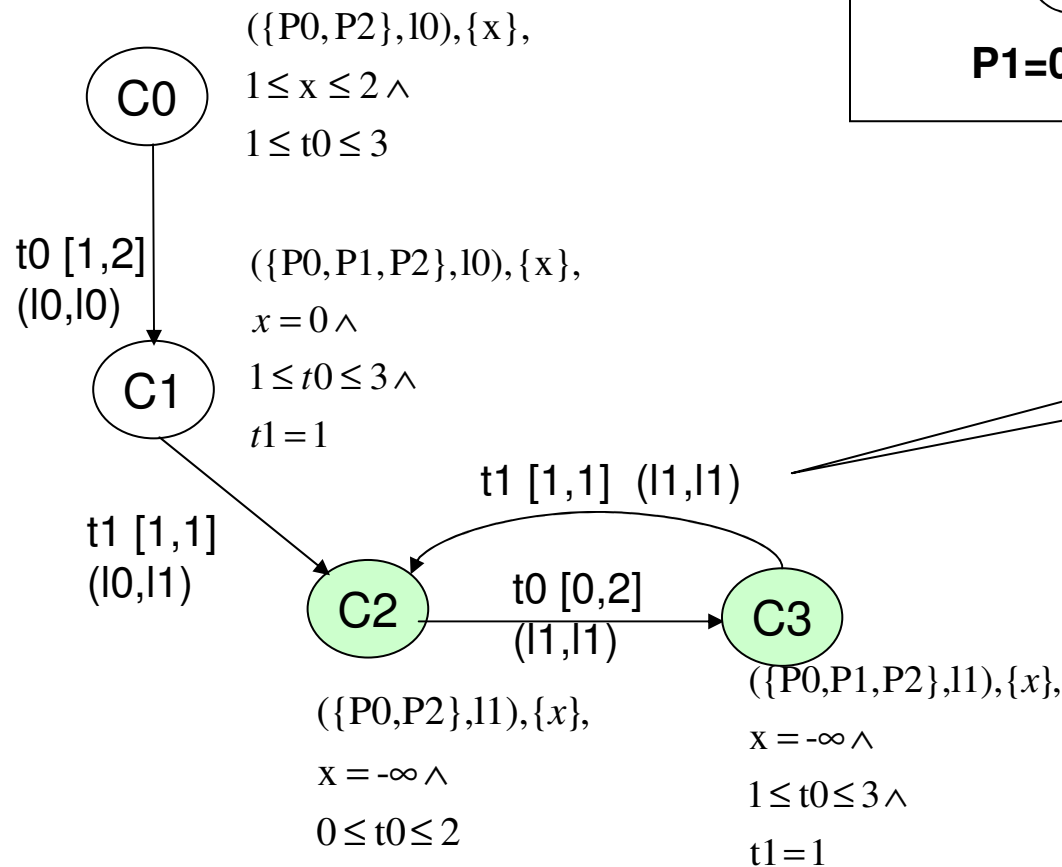 ({P0, P2}, l0), {x},
1 ≤ x ≤ 2 ∧
1 ≤ t0 ≤ 3
C0
P1=0
t0 [1,2]
(l0,l0)
({P0, P1, P2}, l0), {x},
x = 0 ∧
1 ≤ t0 ≤ 3 ∧
t1 = 1
C1
t1 [1,1] (l1,l1)
t1 [1,1]
(l0,l1)
C2
t0 [0,2]
(l1,l1)
C3
({P0,P2},l1),{x},
x = -∞ ∧
0 ≤ t0 ≤ 2
({P0,P1,P2},l1),{x},
x = -∞ ∧
1 ≤ t0 ≤ 3 ∧
t1 = 1